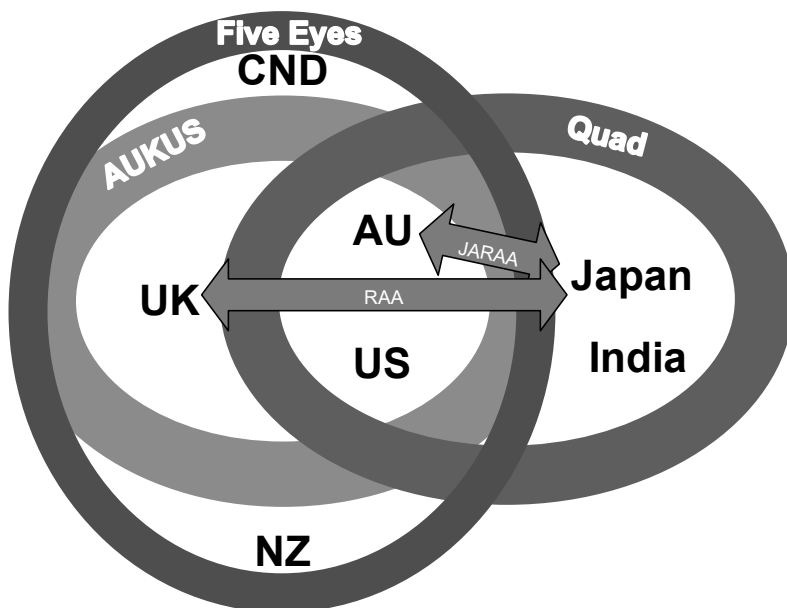 Five Eyes
CND
AUKUS
Quad
AU
JARAA
Japan
UK
RAA
US
India
NZ